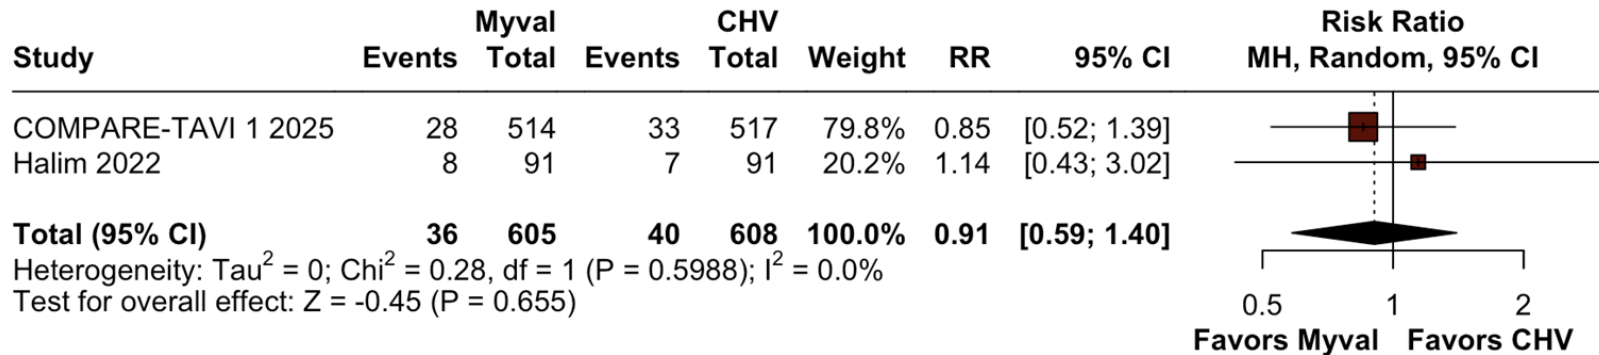 Myval CHV Risk Ratio
Study Events Total Events Total Weight RR 95% CI MH, Random, 95% CI
COMPARE-TAVI 1 2025 28 514 33 517 79.8% 0.85 [0.52; 1.39]
Halim 2022 8 91 7 91 20.2% 1.14 [0.43; 3.02]
Total (95% CI) 36 605 40 608 100.0% 0.91 [0.59; 1.40]
Heterogeneity: Tau² = 0; Chi² = 0.28, df = 1 (P = 0.5988); I² = 0.0%
Test for overall effect: Z = -0.45 (P = 0.655)
0.5 1 2
Favors Myval Favors CHV